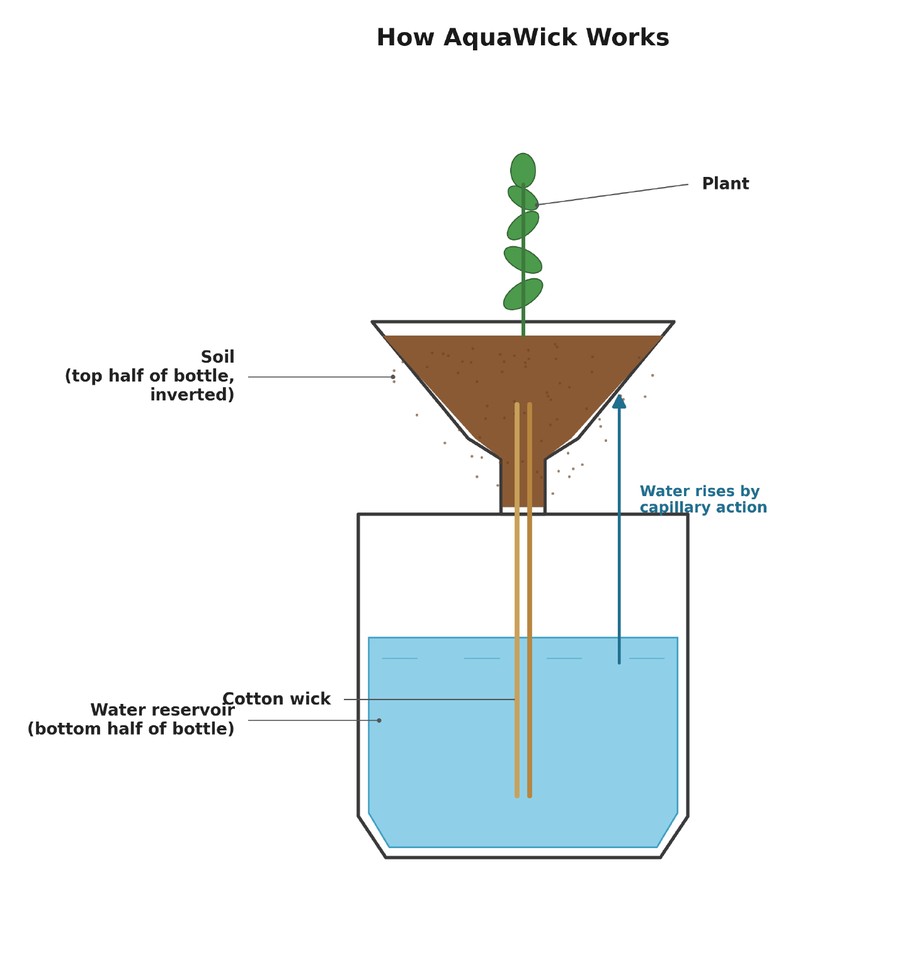 How AquaWick Works
Plant
Soil
(top half of bottle,
inverted)
Water rises by
capillary action
Cotton wick
Water reservoir
(bottom half of bottle)